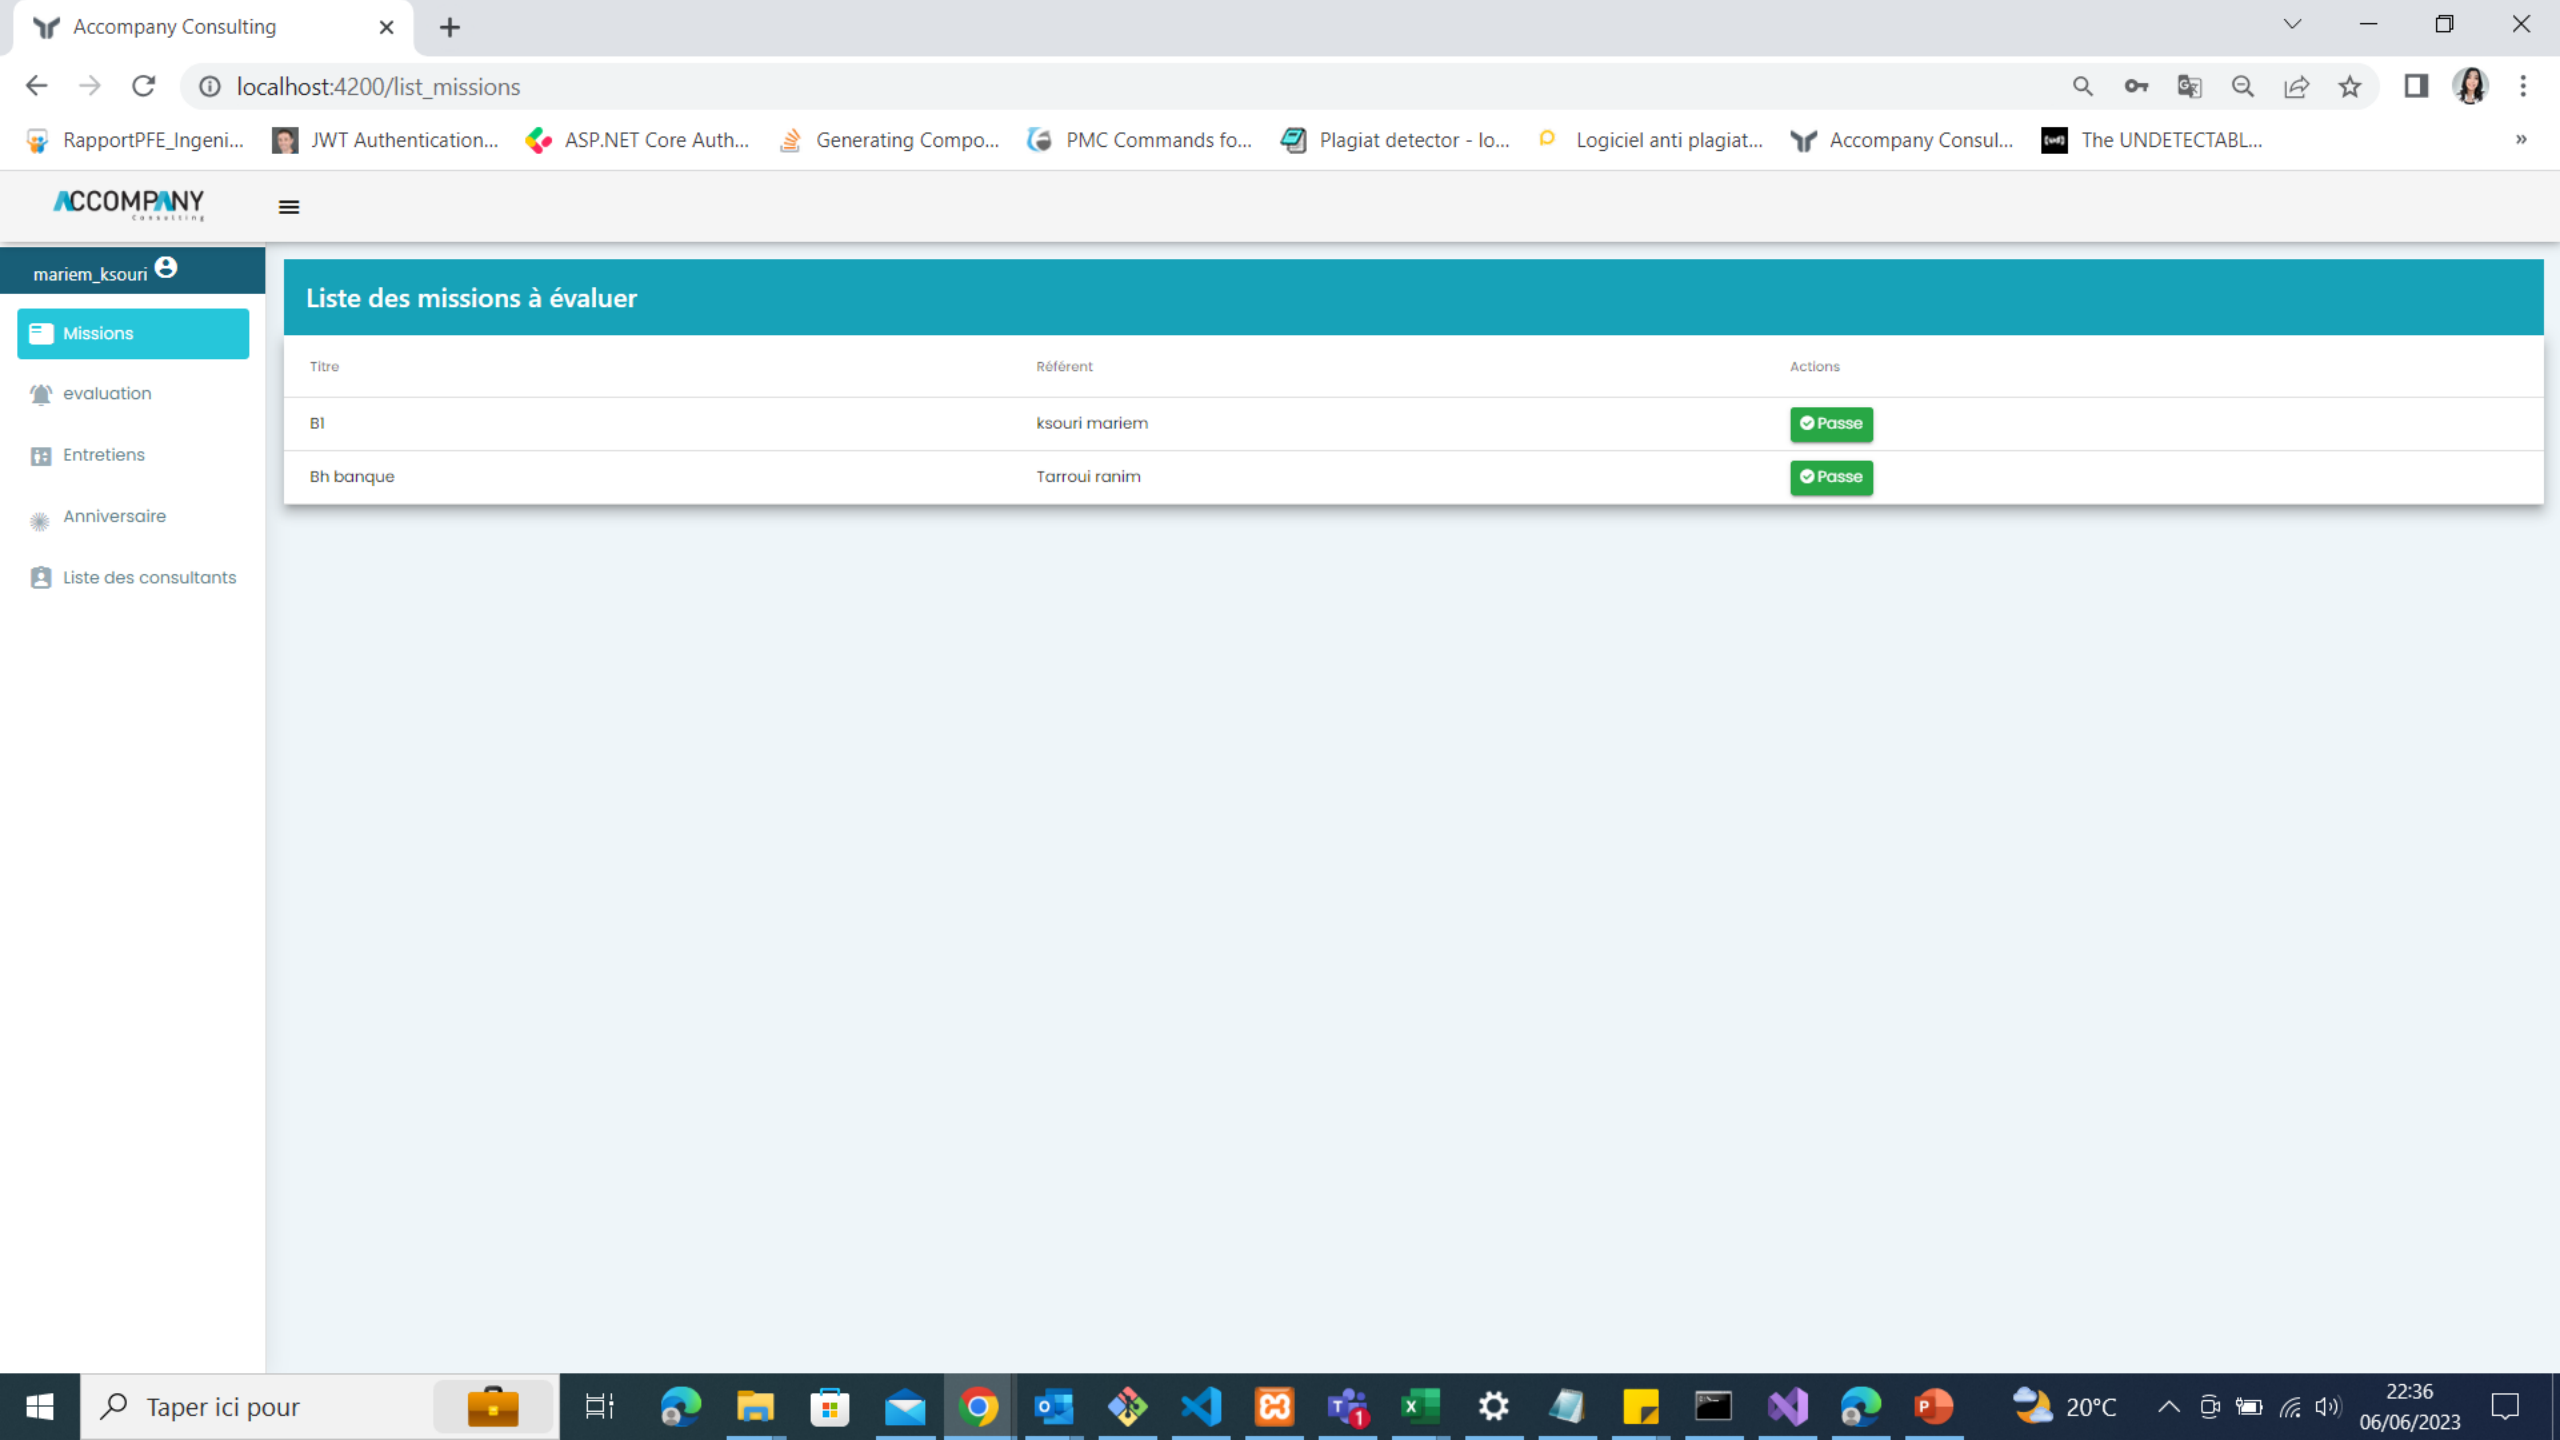 Accompany Consulting
localhost:4200/list_missions
RapportPFE_Ingeni... JWT Authentication... ASP.NET Core Auth... Generating Compo... PMC Commands fo... Plagiat detector - lo... Logiciel anti plagiat... Accompany Consul... The UNDETECTABL... »
ACCOMPANY
Consulting
mariem_ksouri
Missions
evaluation
Entretiens
Anniversaire
Liste des consultants
Liste des missions à évaluer
Titre Référent Actions
B1 ksouri mariem Passe
Bh banque Tarroui ranim Passe
Taper ici pour
1
20°C
22:36
06/06/2023